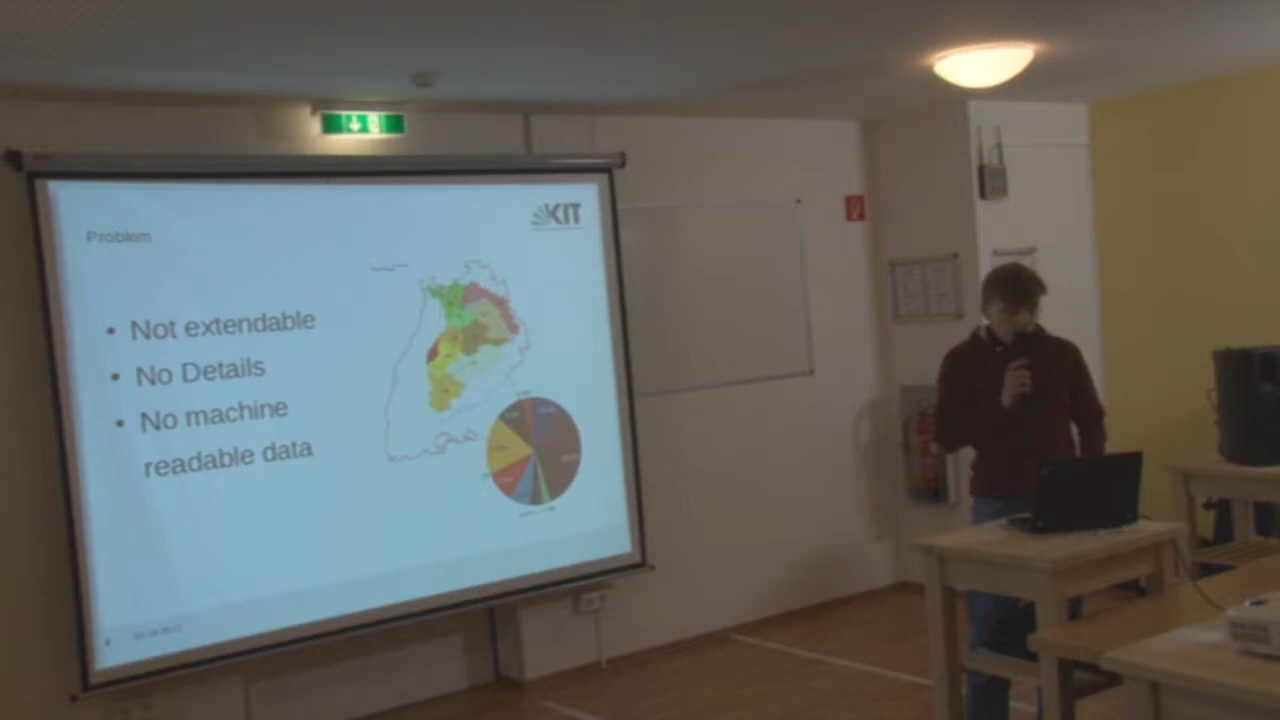 KIT
Problem
• Not extendable
• No Details
• No machine
readable data